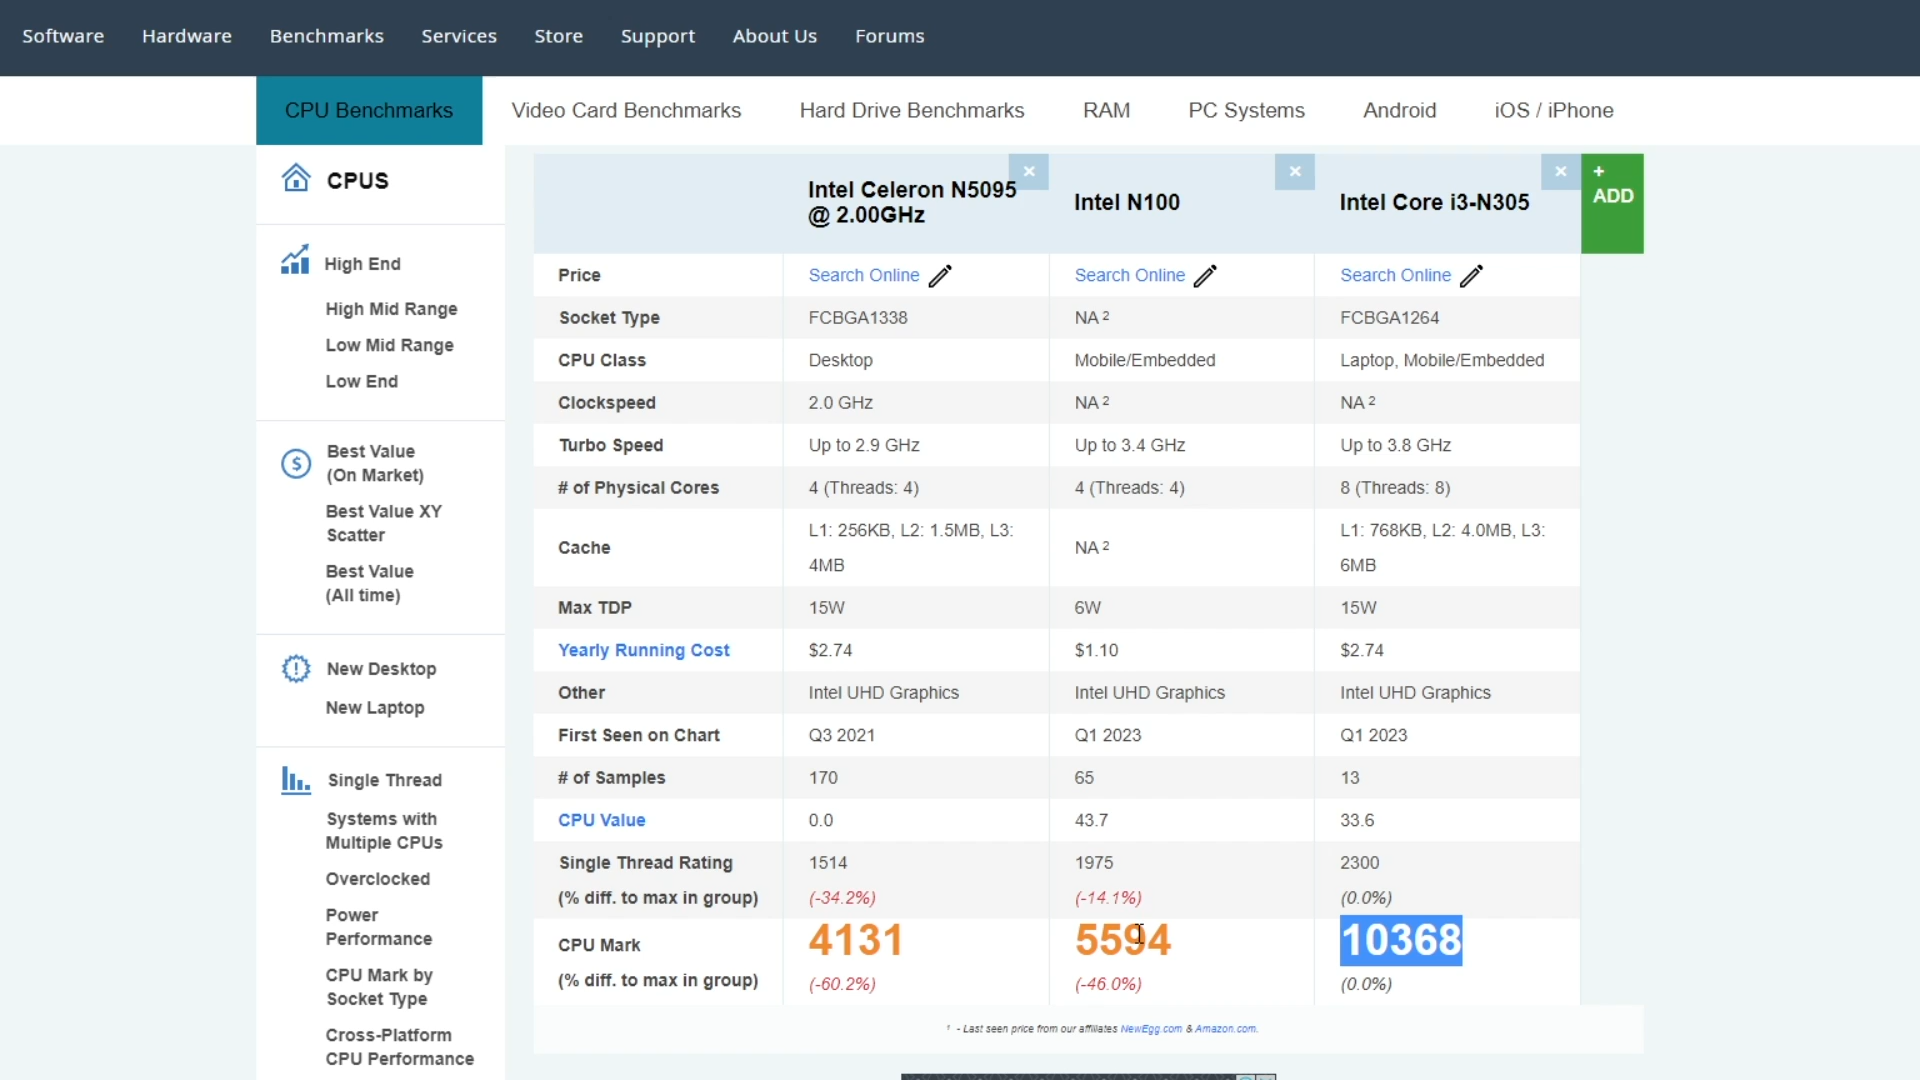 Software Hardware Benchmarks Services Store Support About Us Forums
CPU Benchmarks Video Card Benchmarks Hard Drive Benchmarks RAM PC Systems Android iOS / iPhone
CPUS
High End
High Mid Range
Low Mid Range
Low End
Best Value
(On Market)
Best Value XY
Scatter
Best Value
(All time)
New Desktop
New Laptop
Single Thread
Systems with
Multiple CPUs
Overclocked
Power
Performance
CPU Mark by
Socket Type
Cross-Platform
CPU Performance
Intel Celeron N5095
@ 2.00GHz
Intel N100
Intel Core i3-N305
+
ADD
Price Search Online Search Online Search Online
Socket Type FCBGA1338 NA 2 FCBGA1264
CPU Class Desktop Mobile/Embedded Laptop, Mobile/Embedded
Clockspeed 2.0 GHz NA 2 NA 2
Turbo Speed Up to 2.9 GHz Up to 3.4 GHz Up to 3.8 GHz
# of Physical Cores 4 (Threads: 4) 4 (Threads: 4) 8 (Threads: 8)
Cache L1: 256KB, L2: 1.5MB, L3:
4MB
NA 2
L1: 768KB, L2: 4.0MB, L3:
6MB
Max TDP 15W 6W 15W
Yearly Running Cost $2.74 $1.10 $2.74
Other Intel UHD Graphics Intel UHD Graphics Intel UHD Graphics
First Seen on Chart Q3 2021 Q1 2023 Q1 2023
# of Samples 170 65 13
CPU Value 0.0 43.7 33.6
Single Thread Rating 1514 1975 2300
(% diff. to max in group) (-34.2%) (-14.1%) (0.0%)
CPU Mark 4131 5594 10368
(% diff. to max in group) (-60.2%) (-46.0%) (0.0%)
1 - Last seen price from our affiliates NewEgg.com & Amazon.com.